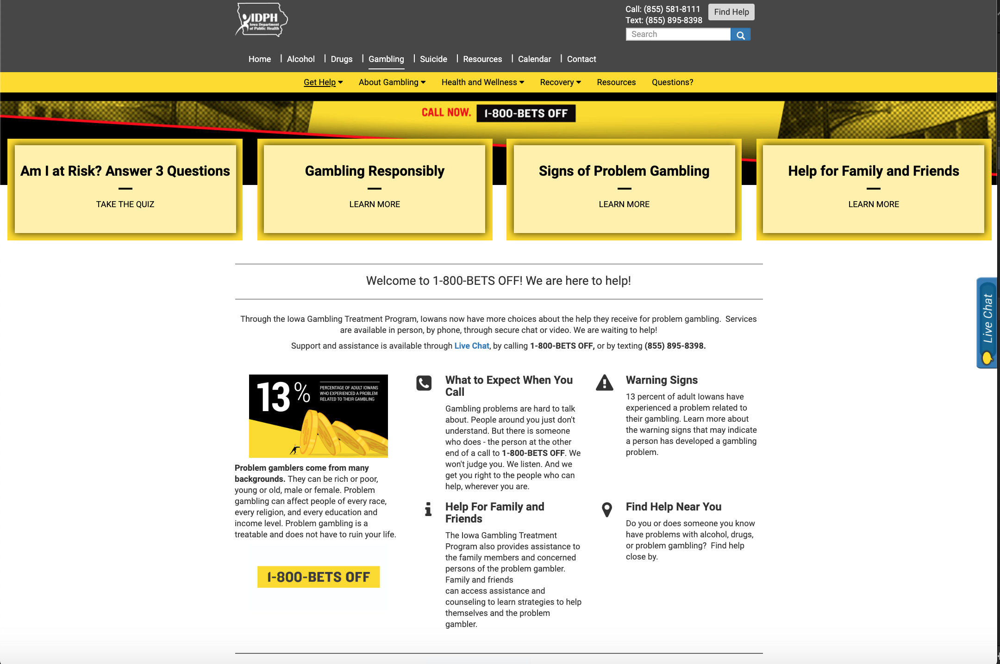 IDPH
Iowa Department
of Public Health
Call: (855) 581-8111
Text: (855) 895-8398
Find Help
Search
Home
Alcohol
Drugs
Gambling
Suicide
Resources
Calendar
Contact
Get Help
About Gambling
Health and Wellness
Recovery
Resources
Questions?
CALL NOW. 1-800-BETS OFF
Am I at Risk? Answer 3 Questions
TAKE THE QUIZ
Gambling Responsibly
LEARN MORE
Signs of Problem Gambling
LEARN MORE
Help for Family and Friends
LEARN MORE
Welcome to 1-800-BETS OFF! We are here to help!
Through the Iowa Gambling Treatment Program, Iowans now have more choices about the help they receive for problem gambling. Services
are available in person, by phone, through secure chat or video. We are waiting to help!
Support and assistance is available through Live Chat, by calling 1-800-BETS OFF, or by texting (855) 895-8398.
Live Chat
13%
PERCENTAGE OF ADULT IOWANS
WHO EXPERIENCED A PROBLEM
RELATED TO THEIR GAMBLING
Problem gamblers come from many
backgrounds. They can be rich or poor,
young or old, male or female. Problem
gambling can affect people of every race,
every religion, and every education and
income level. Problem gambling is a
treatable and does not have to ruin your life.
1-800-BETS OFF
What to Expect When You
Call
Gambling problems are hard to talk
about. People around you just don't
understand. But there is someone
who does - the person at the other
end of a call to 1-800-BETS OFF. We
won't judge you. We listen. And we
get you right to the people who can
help, wherever you are.
Warning Signs
13 percent of adult Iowans have
experienced a problem related to
their gambling. Learn more about
the warning signs that may indicate
a person has developed a gambling
problem.
Help For Family and
Friends
The Iowa Gambling Treatment
Program also provides assistance to
the family members and concerned
persons of the problem gambler.
Family and friends
can access assistance and
counseling to learn strategies to help
themselves and the problem
gambler.
Find Help Near You
Do you or does someone you know
have problems with alcohol, drugs,
or problem gambling? Find help
close by.